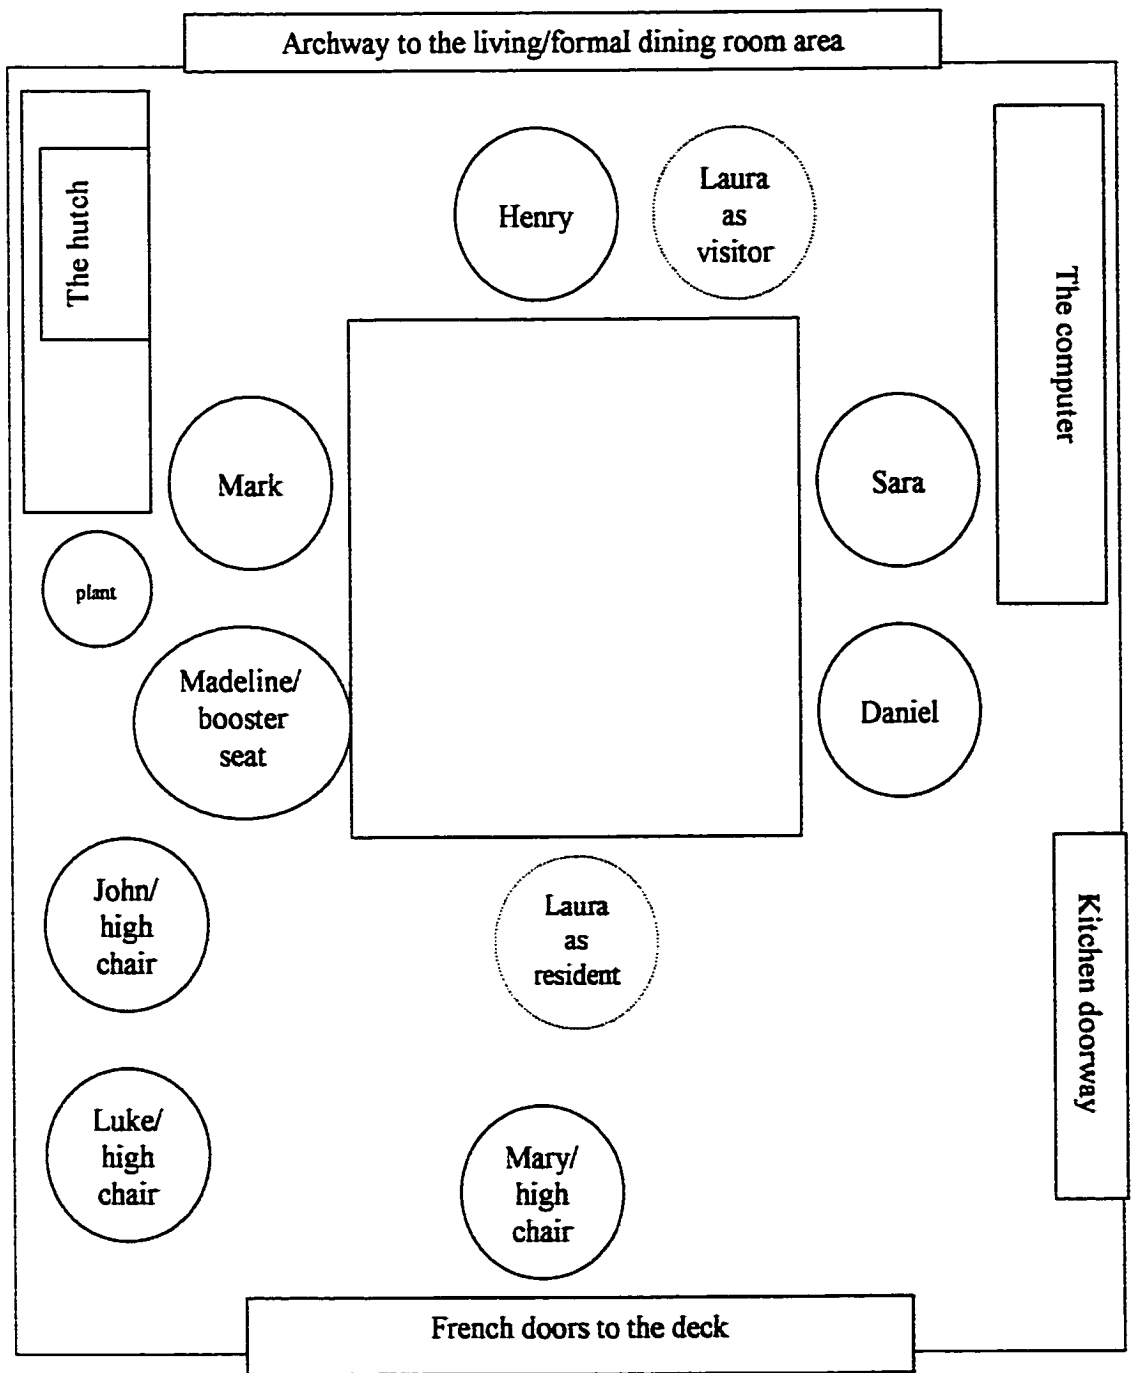 Archway to the living/formal dining room area
The hutch
Henry
Laura
as
visitor
The computer
Mark
Sara
plant
Madeline/
booster
seat
Daniel
John/
high
chair
Laura
as
resident
Kitchen doorway
Luke/
high
chair
Mary/
high
chair
French doors to the deck